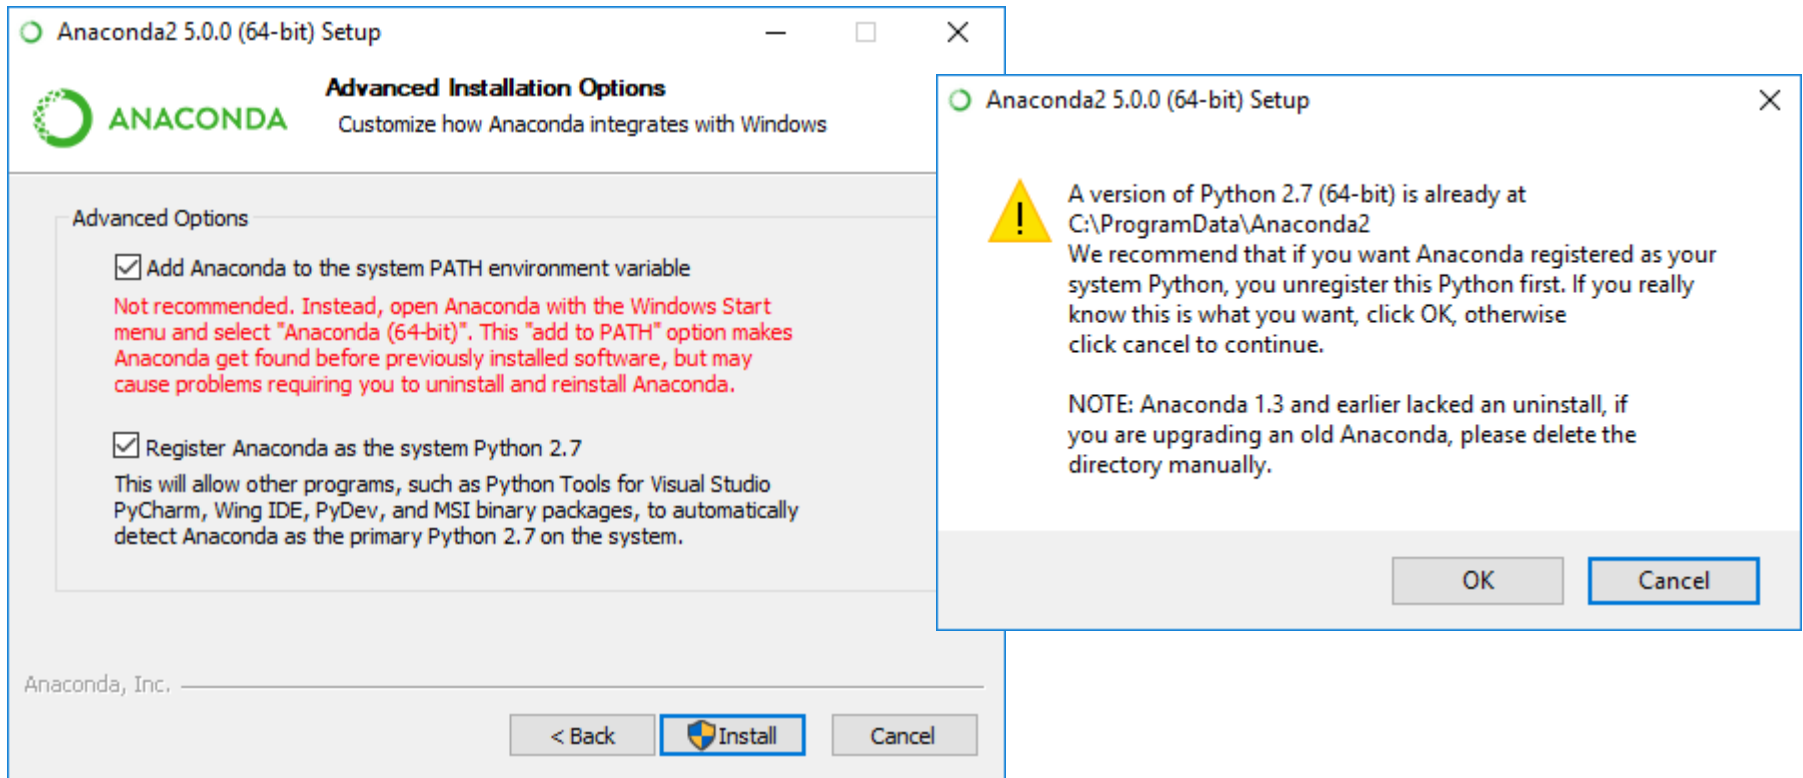 Anaconda2 5.0.0 (64-bit) Setup
ANACONDA
Advanced Installation Options
Customize how Anaconda integrates with Windows
Advanced Options
Add Anaconda to the system PATH environment variable
Not recommended. Instead, open Anaconda with the Windows Start
menu and select "Anaconda (64-bit)". This "add to PATH" option makes
Anaconda get found before previously installed software, but may
cause problems requiring you to uninstall and reinstall Anaconda.
Register Anaconda as the system Python 2.7
This will allow other programs, such as Python Tools for Visual Studio
PyCharm, Wing IDE, PyDev, and MSI binary packages, to automatically
detect Anaconda as the primary Python 2.7 on the system.
Anaconda, Inc.
< Back
Install
Cancel
Anaconda2 5.0.0 (64-bit) Setup
A version of Python 2.7 (64-bit) is already at
C:\ProgramData\Anaconda2
We recommend that if you want Anaconda registered as your
system Python, you unregister this Python first. If you really
know this is what you want, click OK, otherwise
click cancel to continue.
NOTE: Anaconda 1.3 and earlier lacked an uninstall, if
you are upgrading an old Anaconda, please delete the
directory manually.
OK
Cancel